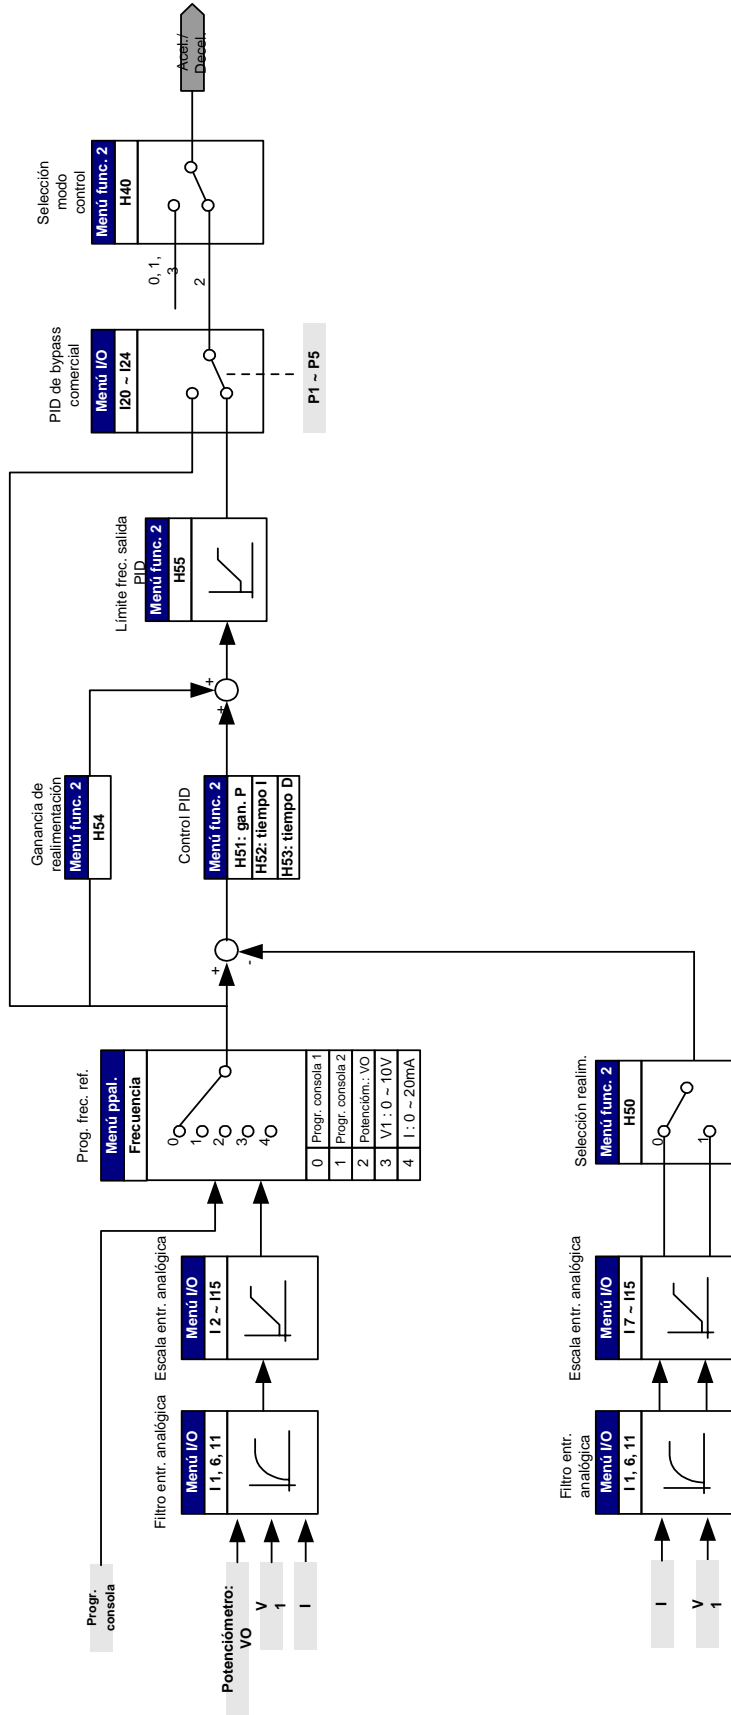 Acel./
Decel.
Selección
modo
control
Menú func. 2
H40
0, 1,
3
2
PID de bypass
comercial
Menú I/O
I20 ~ I24
P1 ~ P5
Límite frec. salida
PID
Menú func. 2
H55
+
+
Ganancia de
realimentación
Menú func. 2
H54
Control PID
Menú func. 2
H51: gan. P
H52: tiempo I
H53: tiempo D
+
-
Prog. frec. ref.
Menú ppal.
Frecuencia
0
1
2
3
4
0 Progr. consola 1
1 Progr. consola 2
2 Potencióm.: VO
3 V1 : 0 ~ 10V
4 I : 0 ~ 20mA
Selección realim.
Menú func. 2
H50
0
1
Escala entr. analógica
Menú I/O
I 2 ~ I15
Escala entr. analógica
Menú I/O
I 7 ~ I15
Filtro entr. analógica
Menú I/O
I 1, 6, 11
Filtro entr.
analógica
Menú I/O
I 1, 6, 11
Progr.
consola
Potenciómetro:
VO
V
1
I
I
V
1